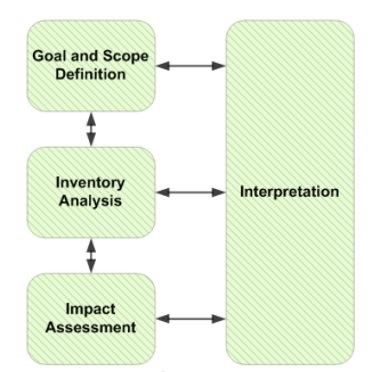 Goal and Scope
Definition
Inventory
Analysis
Interpretation
Impact
Assessment